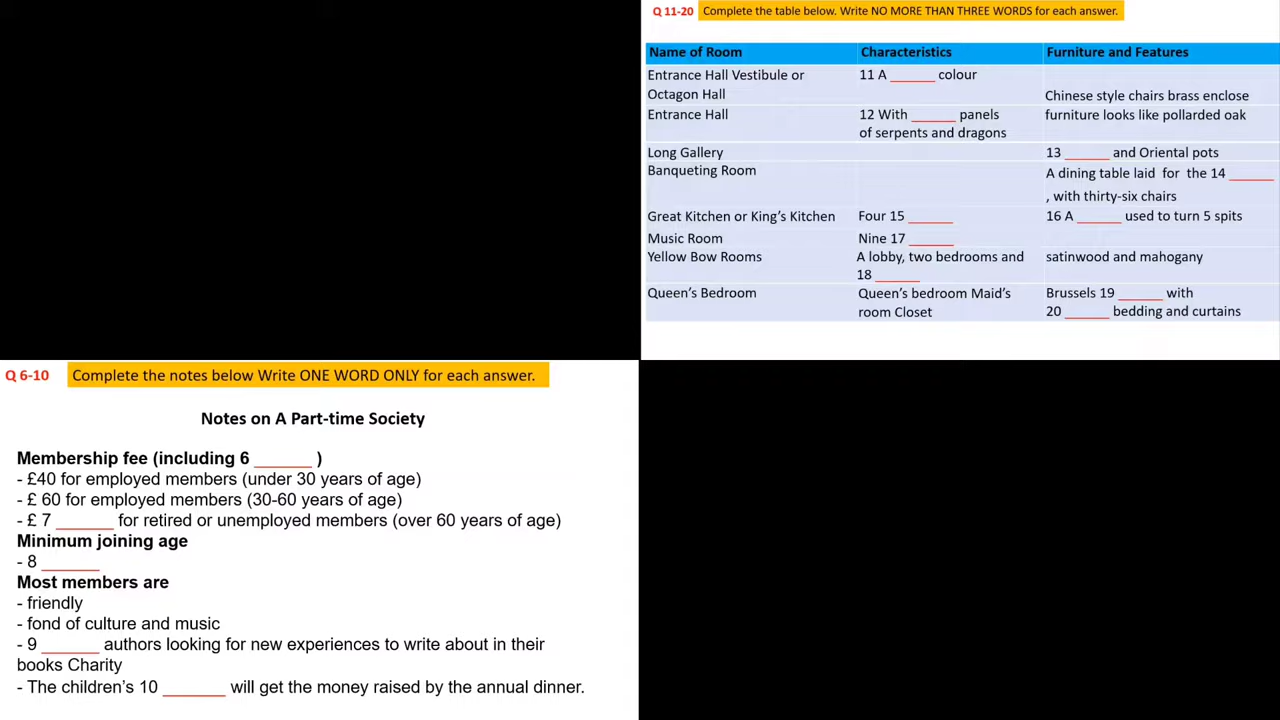 Q 11-20 Complete the table below. Write NO MORE THAN THREE WORDS for each answer.
Name of Room Characteristics Furniture and Features
Entrance Hall Vestibule or 11 A ______ colour
Octagon Hall Chinese style chairs brass enclose
Entrance Hall 12 With ______ panels furniture looks like pollarded oak
of serpents and dragons
Long Gallery 13 ______ and Oriental pots
Banqueting Room A dining table laid for the 14 ______
, with thirty-six chairs
Great Kitchen or King's Kitchen Four 15 ______ 16 A ______ used to turn 5 spits
Music Room Nine 17 ______
Yellow Bow Rooms A lobby, two bedrooms and satinwood and mahogany
18 ______
Queen's Bedroom Queen's bedroom Maid's Brussels 19 ______ with
room Closet 20 ______ bedding and curtains
Q 6-10 Complete the notes below Write ONE WORD ONLY for each answer.
Notes on A Part-time Society
Membership fee (including 6 ______ )
- £40 for employed members (under 30 years of age)
- £ 60 for employed members (30-60 years of age)
- £ 7 ______ for retired or unemployed members (over 60 years of age)
Minimum joining age
- 8 ______
Most members are
- friendly
- fond of culture and music
- 9 ______ authors looking for new experiences to write about in their
books Charity
- The children's 10 ______ will get the money raised by the annual dinner.